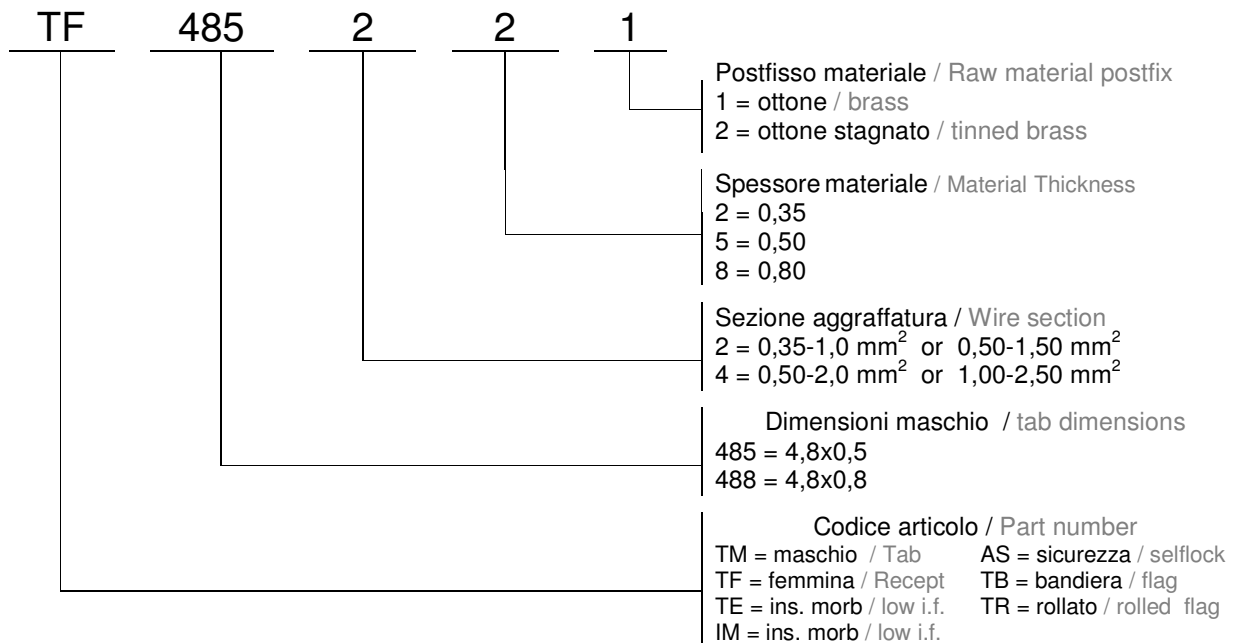 TF 485 2 2 1
Postfisso materiale / Raw material postfix
1 = ottone / brass
2 = ottone stagnato / tinned brass
Spessore materiale / Material Thickness
2 = 0,35
5 = 0,50
8 = 0,80
Sezione aggraffatura / Wire section
2 = 0,35-1,0 mm² or 0,50-1,50 mm²
4 = 0,50-2,0 mm² or 1,00-2,50 mm²
Dimensioni maschio / tab dimensions
485 = 4,8x0,5
488 = 4,8x0,8
Codice articolo / Part number
TM = maschio / Tab AS = sicurezza / selflock
TF = femmina / Recept TB = bandiera / flag
TE = ins. morb / low i.f. TR = rollato / rolled flag
IM = ins. morb / low i.f.